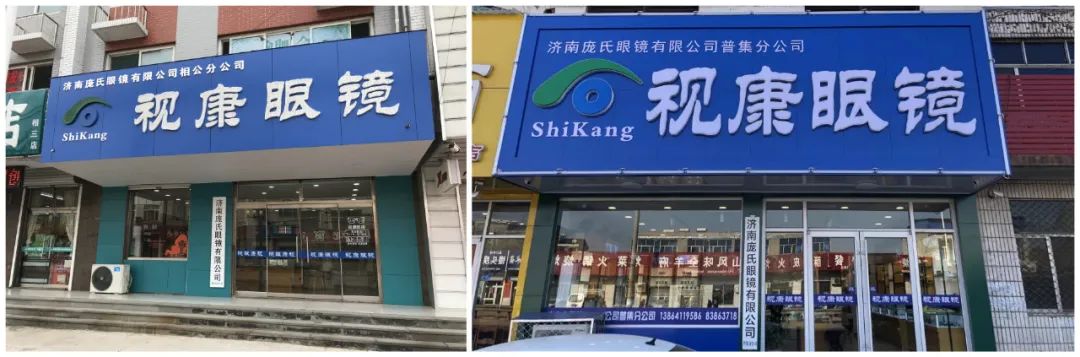 济南庞氏眼镜有限公司相公分公司
视康眼镜
ShiKang
相三店
店
济南庞氏眼镜有限公司
视康眼镜
济南庞氏眼镜有限公司普集分公司
视康眼镜
ShiKang
济南庞氏眼镜有限公司
视康眼镜
视康眼镜
视康眼镜
公司普集分公司 13864119586 83863718